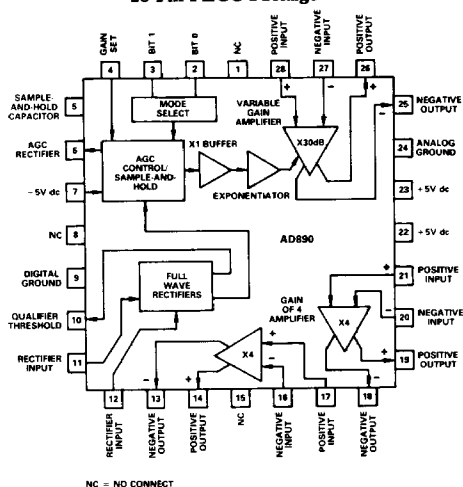 GAIN SET
BIT 1
BIT 0
NC
POSITIVE INPUT
NEGATIVE INPUT
POSITIVE OUTPUT
4
3
2
1
28
27
26
SAMPLE-AND-HOLD CAPACITOR
5
AGC RECTIFIER
6
-5V dc
7
NC
8
DIGITAL GROUND
9
QUALIFIER THRESHOLD
10
RECTIFIER INPUT
11
MODE SELECT
AGC CONTROL/ SAMPLE-AND-HOLD
X1 BUFFER
EXPONENTIATOR
VARIABLE GAIN AMPLIFIER
+
-
+
-
X30dB
AD890
FULL WAVE RECTIFIERS
GAIN OF 4 AMPLIFIER
X4
+
-
+
-
X4
+
-
-
+
25
NEGATIVE OUTPUT
24
ANALOG GROUND
23
+5V dc
22
+5V dc
21
POSITIVE INPUT
20
NEGATIVE INPUT
19
POSITIVE OUTPUT
12
13
14
15
16
17
18
RECTIFIER INPUT
NEGATIVE OUTPUT
POSITIVE OUTPUT
NC
NEGATIVE INPUT
POSITIVE INPUT
NEGATIVE OUTPUT
NC = NO CONNECT